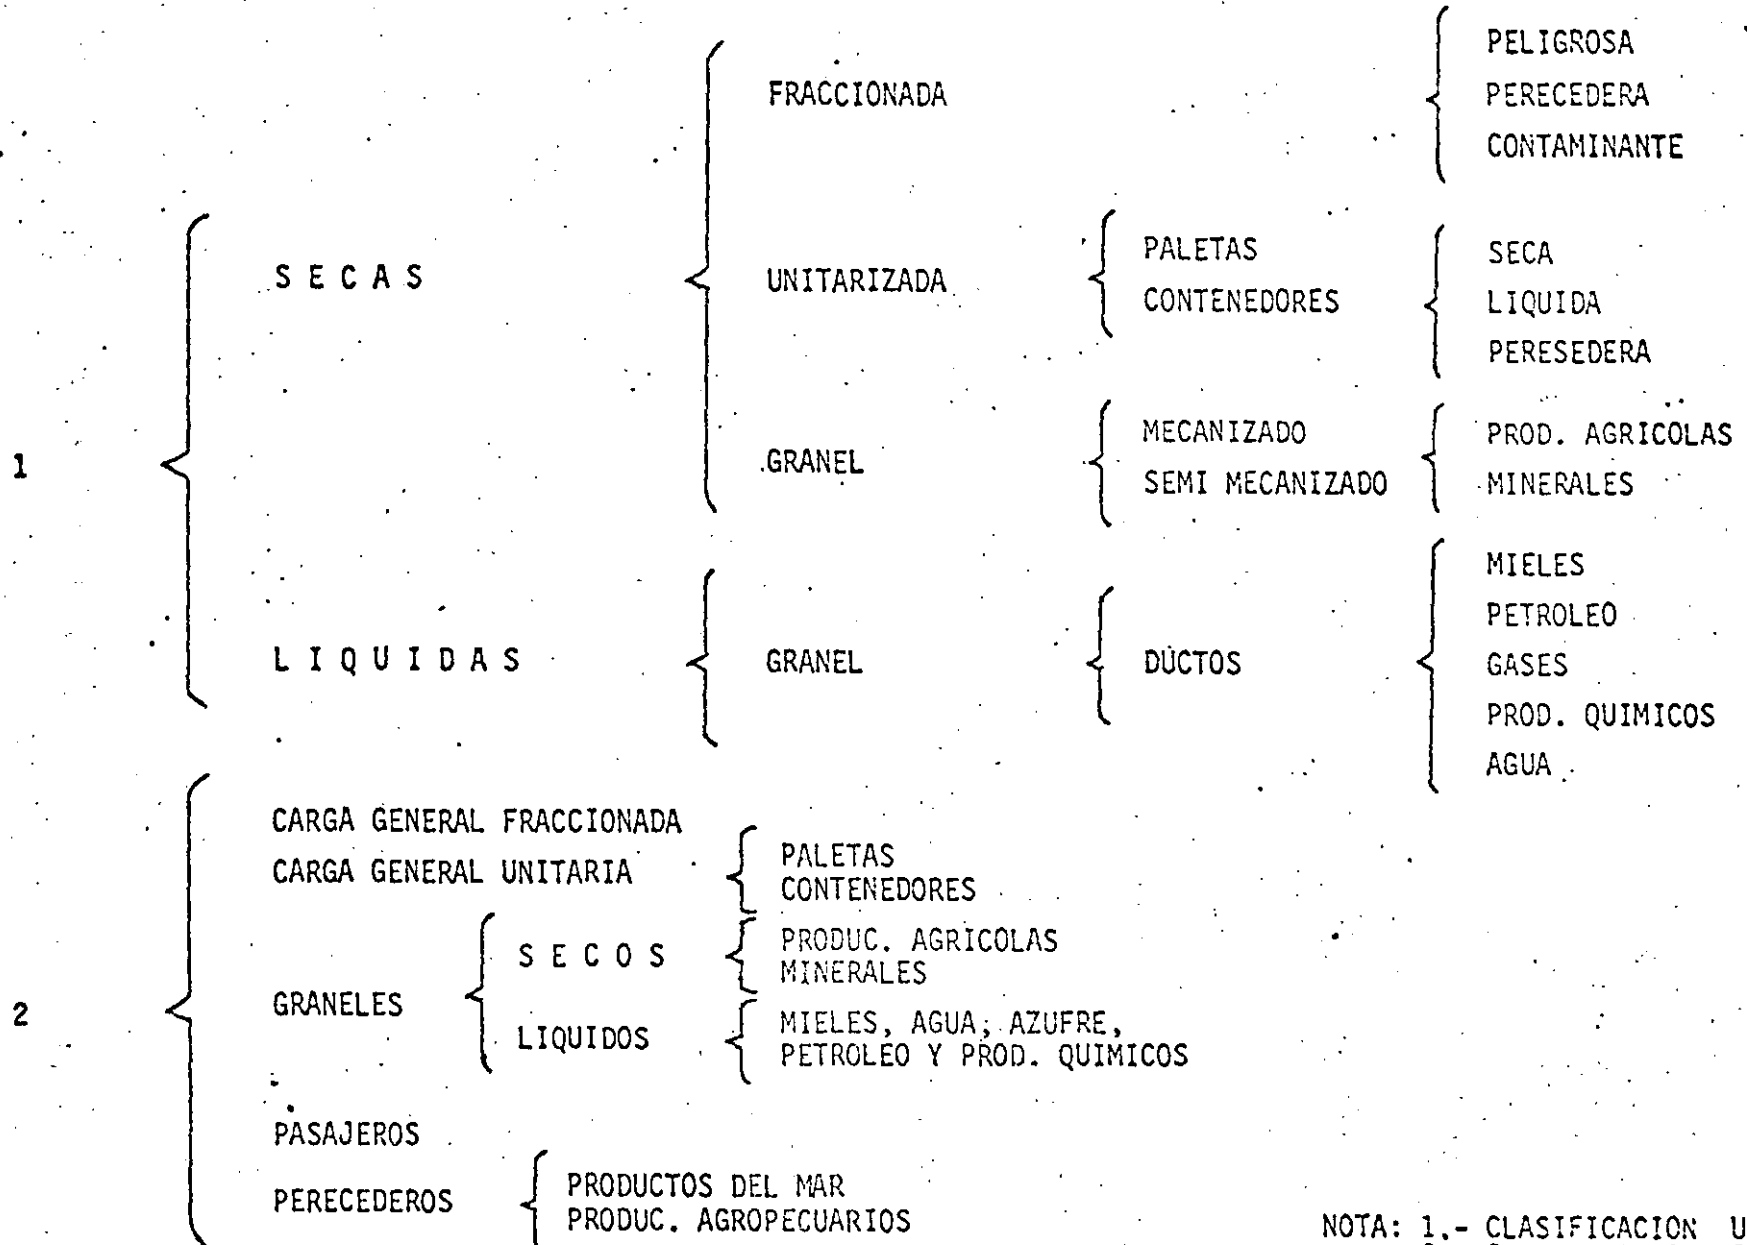 PELIGROSA
FRACCIONADA
PERECEDERA
CONTAMINANTE
S E C A S
UNITARIZADA
PALETAS
CONTENEDORES
SECA
LIQUIDA
PERESEDERA
1
GRANEL
MECANIZADO
SEMI MECANIZADO
PROD. AGRICOLAS
MINERALES
L I Q U I D A S
GRANEL
DUCTOS
MIELES
PETROLEO
GASES
PROD. QUIMICOS
AGUA
2
CARGA GENERAL FRACCIONADA
CARGA GENERAL UNITARIA
PALETAS
CONTENEDORES
GRANELES
S E C O S
PRODUC. AGRICOLAS
MINERALES
LIQUIDOS
MIELES, AGUA, AZUFRE,
PETROLEO Y PROD. QUIMICOS
PASAJEROS
PERECEDEROS
PRODUCTOS DEL MAR
PRODUC. AGROPECUARIOS
NOTA: 1.- CLASIFICACION U